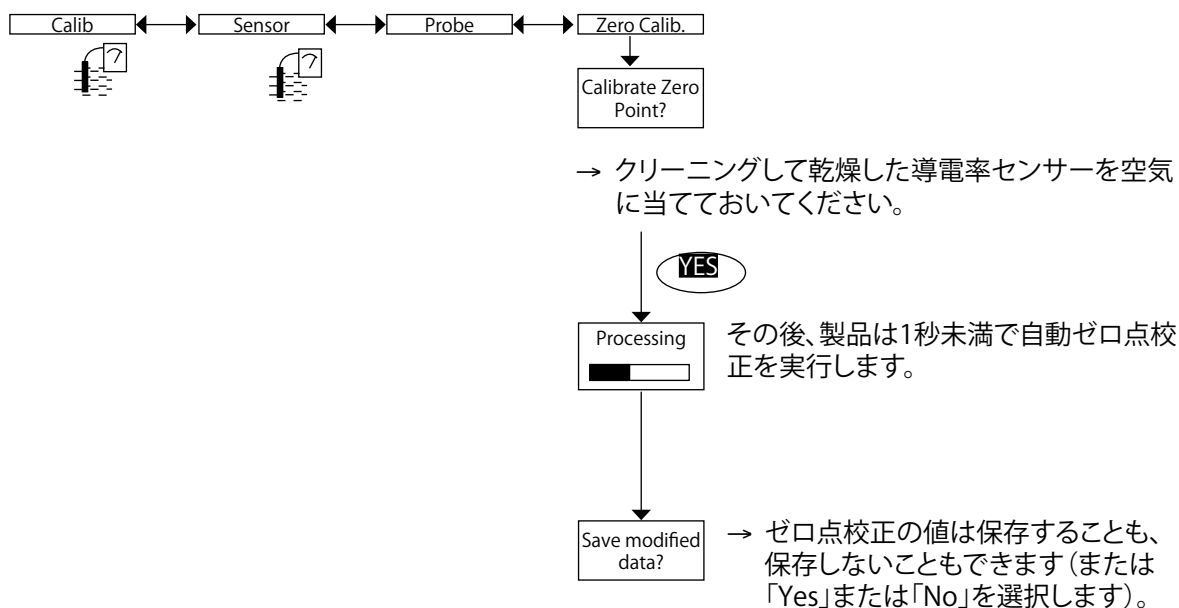 Calib
Sensor
Probe
Zero Calib.
Calibrate Zero
Point?
→ クリーニングして乾燥した導電率センサーを空気
に当てておいてください。
YES
Processing
その後、製品は1秒未満で自動ゼロ点校
正を実行します。
Save modified
data?
→ ゼロ点校正の値は保存することも、
保存しないこともできます（または
「Yes」または「No」を選択します）。